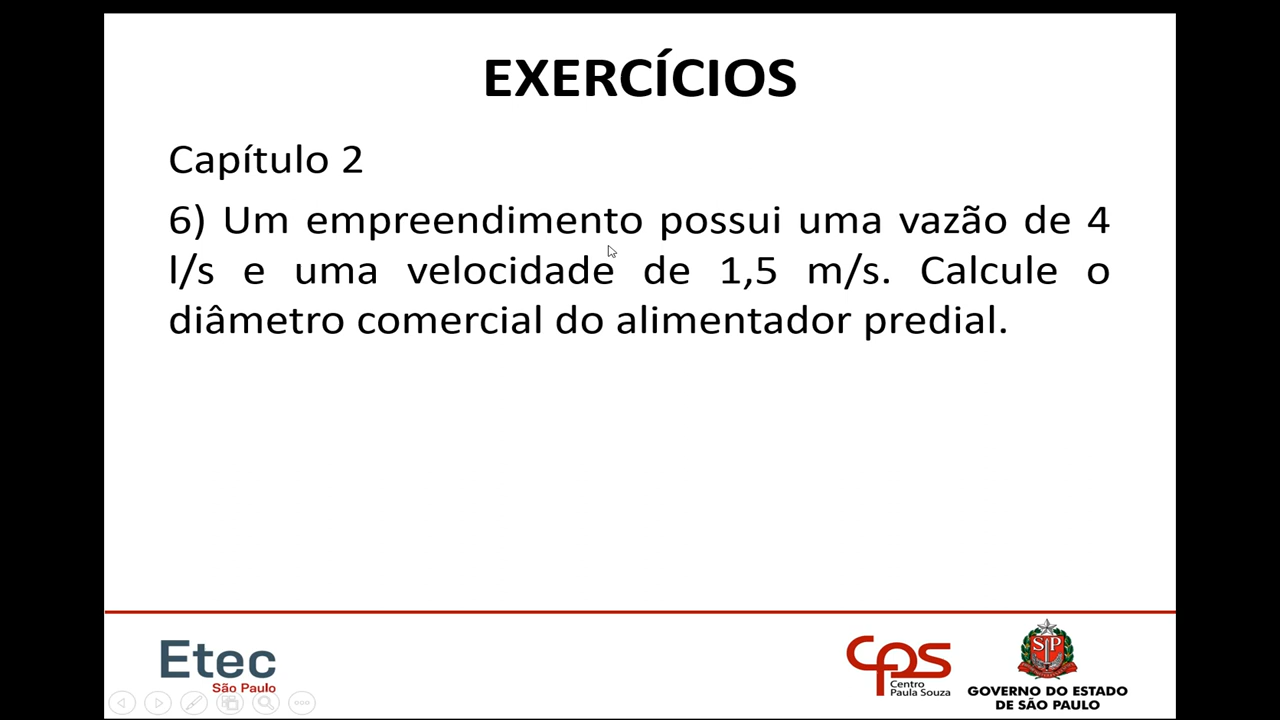 EXERCÍCIOS
Capítulo 2
6) Um empreendimento possui uma vazão de 4
l/s e uma velocidade de 1,5 m/s. Calcule o
diâmetro comercial do alimentador predial.
Etec
São Paulo
cps
Centro
Paula Souza
SP
GOVERNO DO ESTADO
DE SÃO PAULO